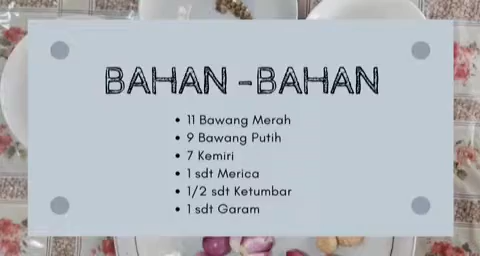 BAHAN -BAHAN
• 11 Bawang Merah
• 9 Bawang Putih
• 7 Kemiri
• 1 sdt Merica
• 1/2 sdt Ketumbar
• 1 sdt Garam